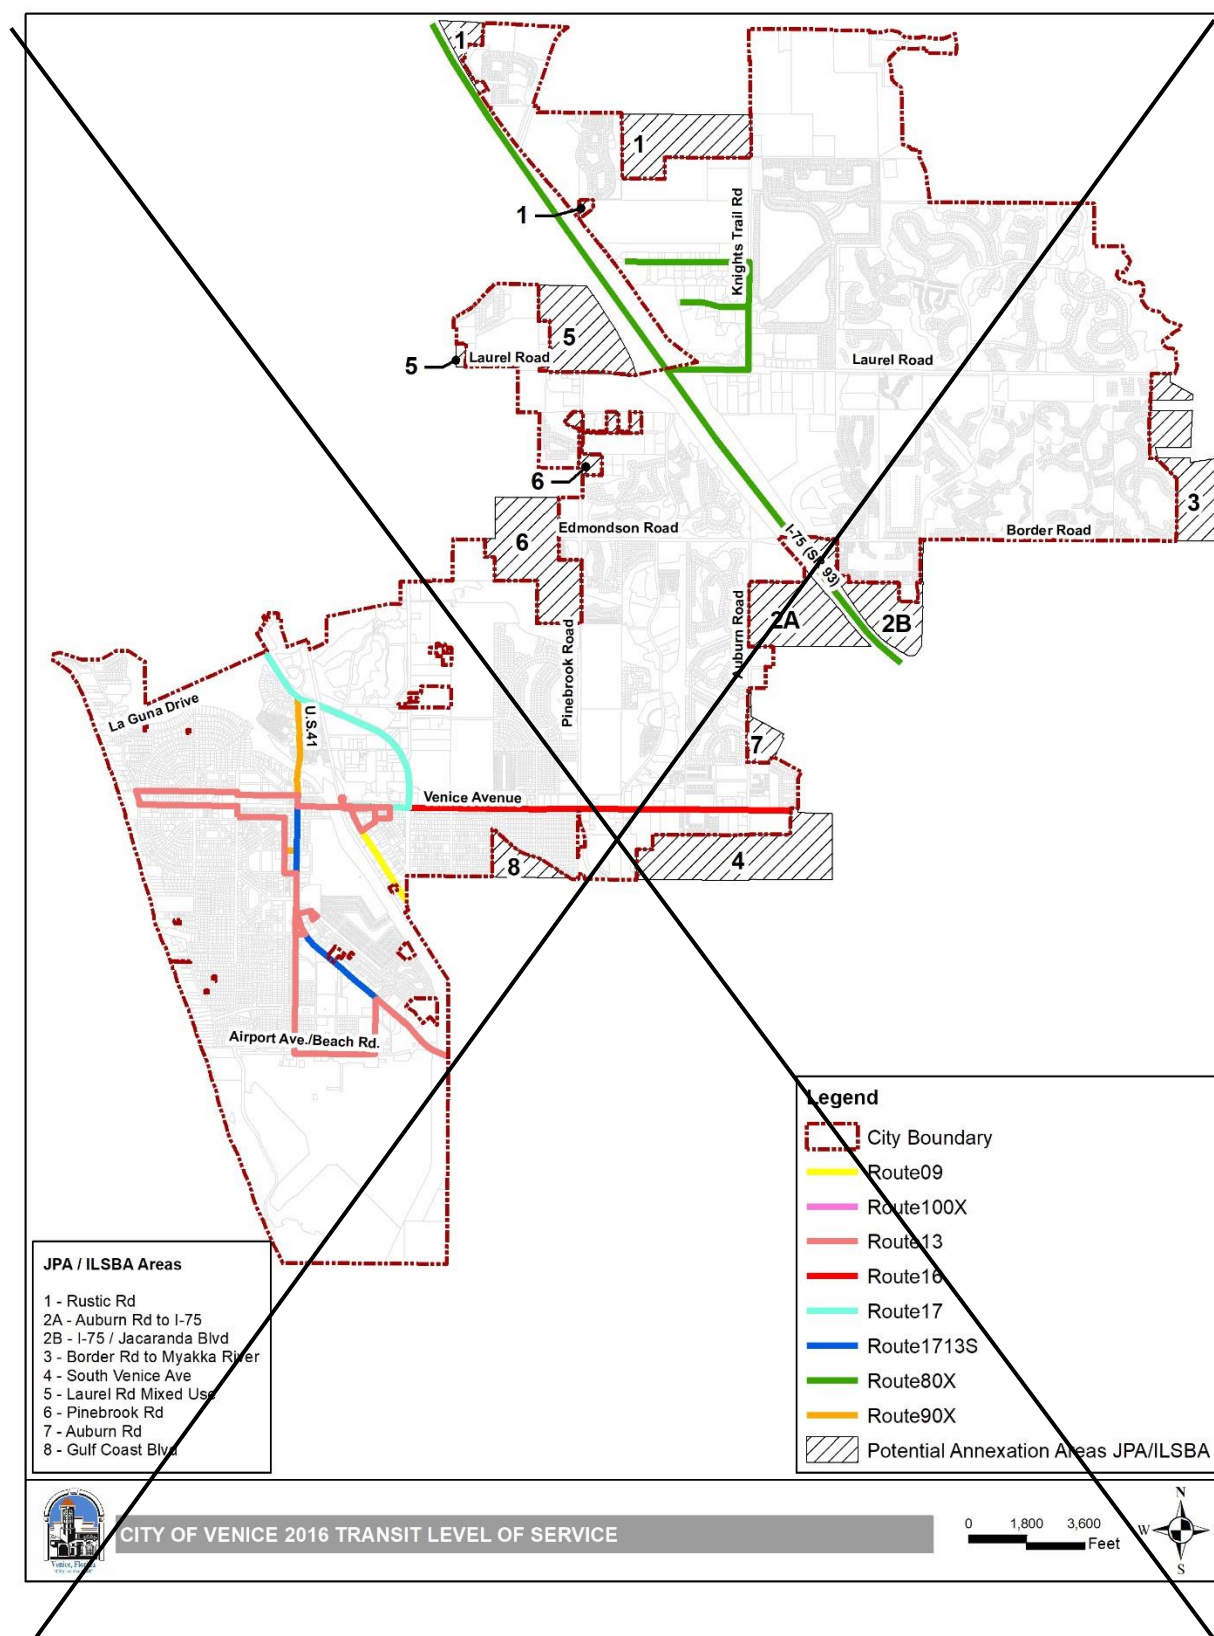 1
1
1
Knights Trail Rd
5
5
Laurel Road
Laurel Road
6
3
Edmondson Road
I-75 (SR 93)
Border Road
6
2A
2B
Auburn Road
Pinebrook Road
La Guna Drive
U.S.41
7
Venice Avenue
8
4
Airport Ave./Beach Rd.
Legend
City Boundary
Route09
Route100X
Route13
Route16
Route17
Route1713S
Route80X
Route90X
Potential Annexation Areas JPA/ILSBA
JPA / ILSBA Areas
1 - Rustic Rd
2A - Auburn Rd to I-75
2B - I-75 / Jacaranda Blvd
3 - Border Rd to Myakka River
4 - South Venice Ave
5 - Laurel Rd Mixed Use
6 - Pinebrook Rd
7 - Auburn Rd
8 - Gulf Coast Blvd
Venice, Florida
CITY OF VENICE 2016 TRANSIT LEVEL OF SERVICE
0 1,800 3,600
Feet
N
W
S